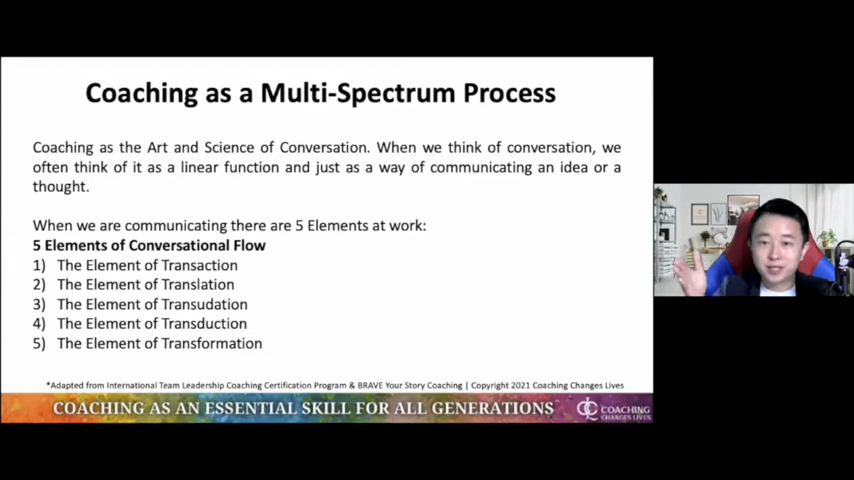 Coaching as a Multi-Spectrum Process
Coaching as the Art and Science of Conversation. When we think of conversation, we
often think of it as a linear function and just as a way of communicating an idea or a
thought.
When we are communicating there are 5 Elements at work:
5 Elements of Conversational Flow
1) The Element of Transaction
2) The Element of Translation
3) The Element of Transudation
4) The Element of Transduction
5) The Element of Transformation
*Adapted from International Team Leadership Coaching Certification Program & BRAVE Your Story Coaching | Copyright 2021 Coaching Changes Lives
COACHING AS AN ESSENTIAL SKILL FOR ALL GENERATIONS
COACHING
CHANGES LIVES